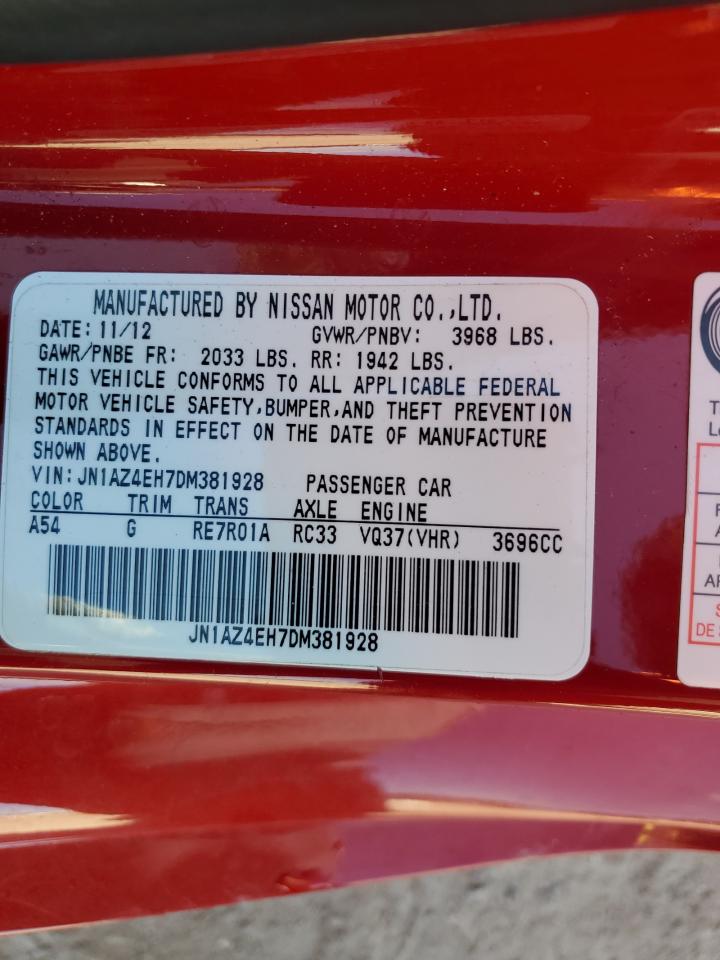 MANUFACTURED BY NISSAN MOTOR CO.,LTD.
DATE: 11/12 GVWR/PNBV: 3968 LBS.
GAWR/PNBE FR: 2033 LBS. RR: 1942 LBS.
THIS VEHICLE CONFORMS TO ALL APPLICABLE FEDERAL
MOTOR VEHICLE SAFETY,BUMPER,AND THEFT PREVENTION
STANDARDS IN EFFECT ON THE DATE OF MANUFACTURE
SHOWN ABOVE.
VIN:JN1AZ4EH7DM381928 PASSENGER CAR
COLOR TRIM TRANS AXLE ENGINE
A54 G RE7R01A RC33 VQ37(VHR) 3696CC
JN1AZ4EH7DM381928